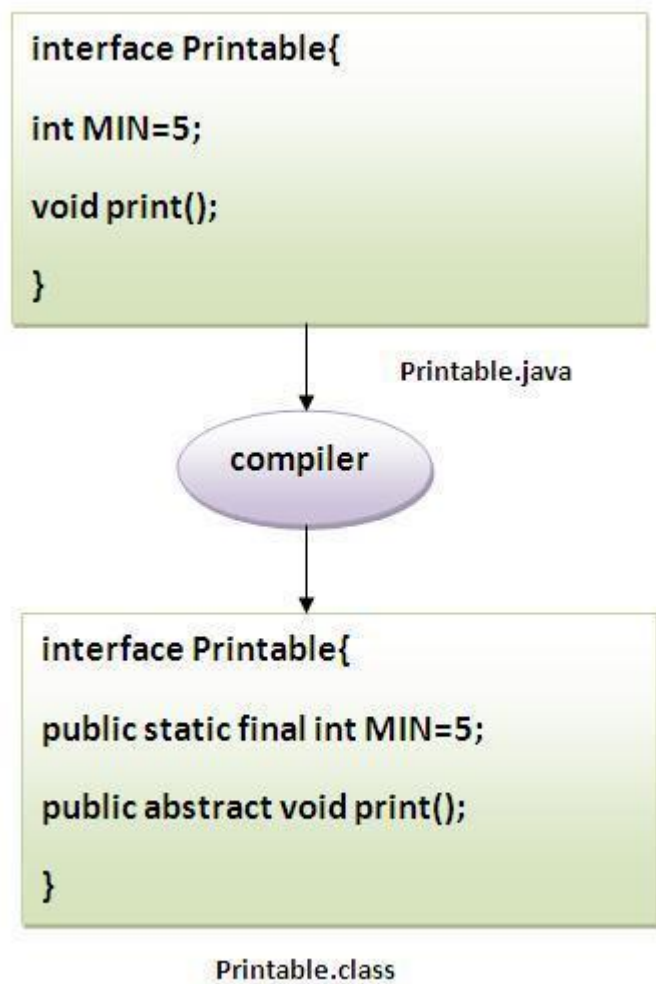 interface Printable{
int MIN=5;
void print();
}
Printable.java
compiler
interface Printable{
public static final int MIN=5;
public abstract void print();
}
Printable.class